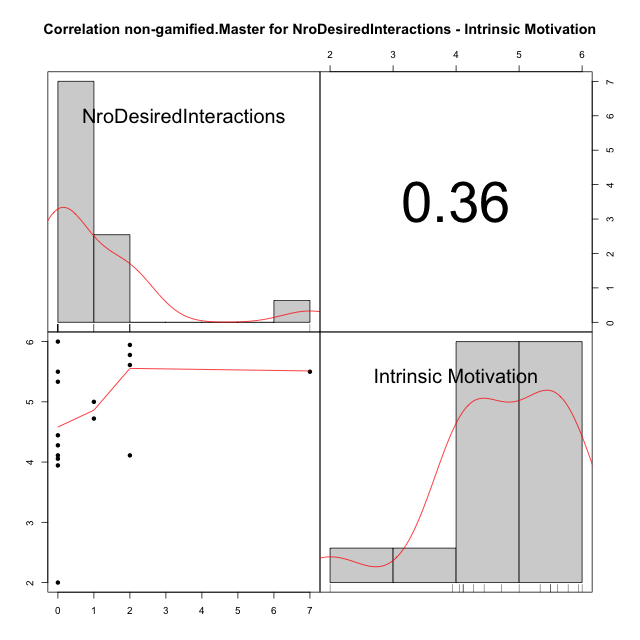 Correlation non-gamified.Master for NroDesiredInteractions - Intrinsic Motivation
2 3 4 5 6
NroDesiredInteractions
0.36
7
6
5
4
3
2
1
0
Intrinsic Motivation
6
5
4
3
2
0 1 2 3 4 5 6 7